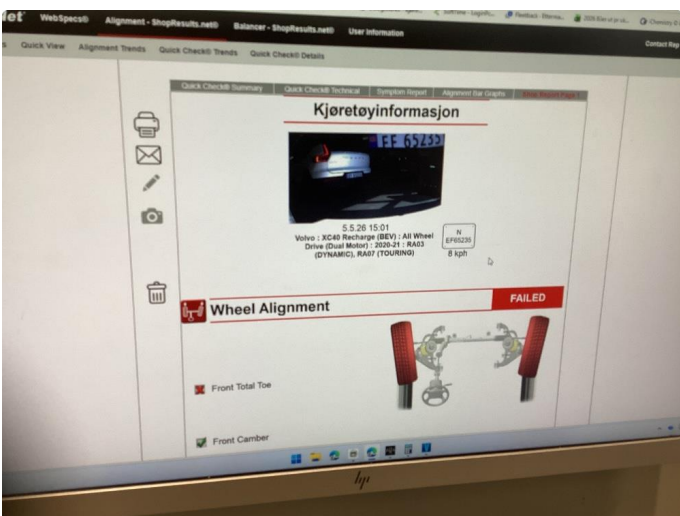 WebSpecs® Alignment - ShopResults.net® Balancer - ShopResults.net® User Information
Quick View Alignment Trends Quick Check® Trends Quick Check® Details
Contact Rep
Quick Check® Summary Quick Check® Technical Symptom Report Alignment Bar Graphs
Kjøretøyinformasjon
EF 65235
5.5.26 15:01
Volvo : XC40 Recharge (BEV) : All Wheel
Drive (Dual Motor) : 2020-21 : RA03
(DYNAMIC), RA07 (TOURING)
N
EF65235
8 kph
Wheel Alignment
FAILED
Front Total Toe
Front Camber
hp